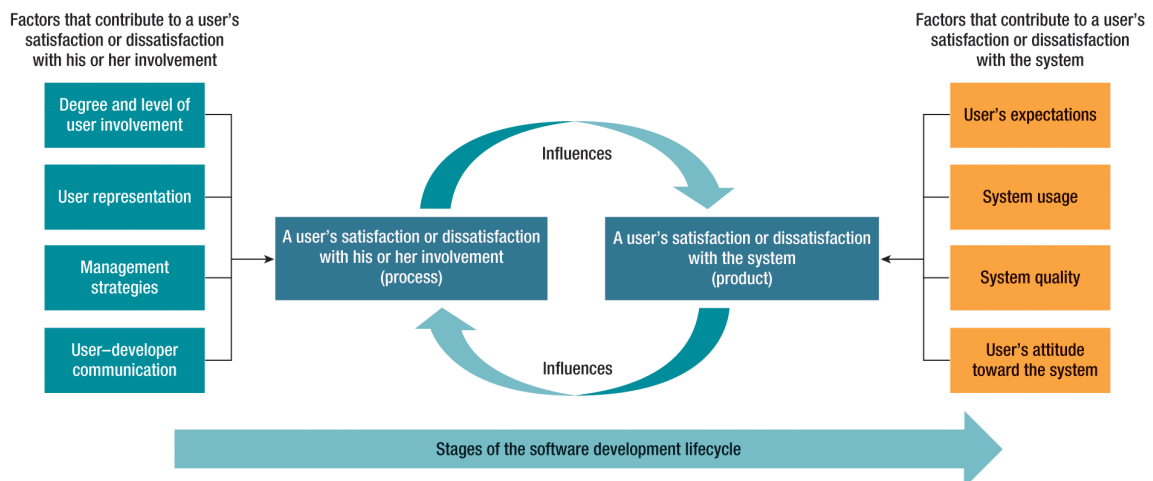 Factors that contribute to a user's
satisfaction or dissatisfaction
with his or her involvement
Degree and level of
user involvement
User representation
Management
strategies
User–developer
communication
A user's satisfaction or dissatisfaction
with his or her involvement
(process)
Influences
Influences
A user's satisfaction or dissatisfaction
with the system
(product)
Factors that contribute to a user's
satisfaction or dissatisfaction
with the system
User's expectations
System usage
System quality
User's attitude
toward the system
Stages of the software development lifecycle